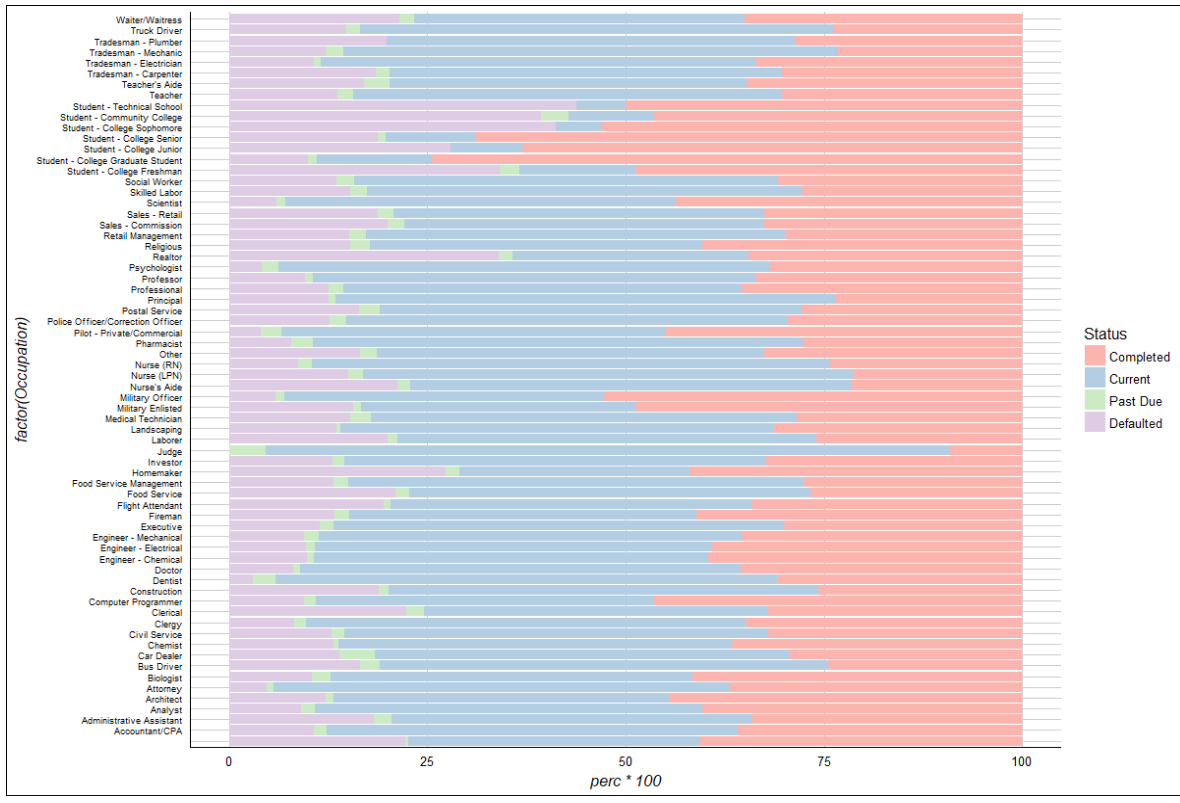 Waiter/Waitress
Truck Driver
Tradesman - Plumber
Tradesman - Mechanic
Tradesman - Electrician
Tradesman - Carpenter
Teacher's Aide
Teacher
Student - Technical School
Student - Community College
Student - College Sophomore
Student - College Senior
Student - College Junior
Student - College Graduate Student
Student - College Freshman
Social Worker
Skilled Labor
Scientist
Sales - Retail
Sales - Commission
Retail Management
Religious
Realtor
Psychologist
Professor
Professional
Principal
Postal Service
Police Officer/Correction Officer
Pilot - Private/Commercial
Pharmacist
Other
Nurse (RN)
Nurse (LPN)
Nurse's Aide
Military Officer
Military Enlisted
Medical Technician
Landscaping
Laborer
Judge
Investor
Homemaker
Food Service Management
Food Service
Flight Attendant
Fireman
Executive
Engineer - Mechanical
Engineer - Electrical
Engineer - Chemical
Doctor
Dentist
Construction
Computer Programmer
Clerical
Clergy
Civil Service
Chemist
Car Dealer
Bus Driver
Biologist
Attorney
Architect
Analyst
Administrative Assistant
Accountant/CPA
factor(Occupation)
0
25
50
75
100
perc * 100
Status
Completed
Current
Past Due
Defaulted